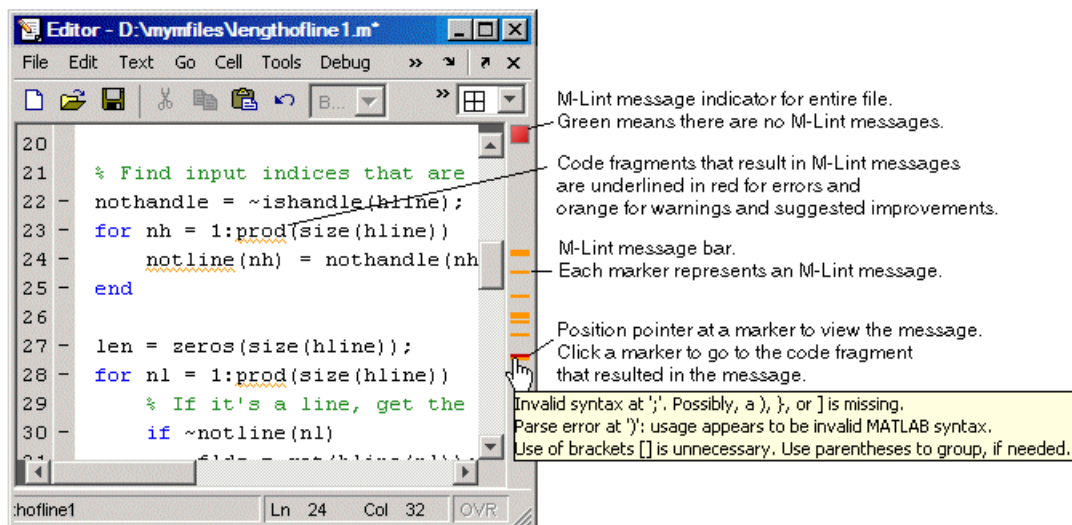 Editor - D:\mymfiles\lengthofline1.m*
File Edit Text Go Cell Tools Debug »
B... »
20
21 % Find input indices that are
22 - nothandle = ~ishandle(hline);
23 - for nh = 1:prod(size(hline))
24 - notline(nh) = nothandle(nh
25 - end
26
27 - len = zeros(size(hline));
28 - for nl = 1:prod(size(hline))
29 % If it's a line, get the
30 - if ~notline(nl)
thofline1 Ln 24 Col 32 OVR
M-Lint message indicator for entire file.
Green means there are no M-Lint messages.
Code fragments that result in M-Lint messages
are underlined in red for errors and
orange for warnings and suggested improvements.
M-Lint message bar.
Each marker represents an M-Lint message.
Position pointer at a marker to view the message.
Click a marker to go to the code fragment
that resulted in the message.
Invalid syntax at ';'. Possibly, a ), }, or ] is missing.
Parse error at ')': usage appears to be invalid MATLAB syntax.
Use of brackets [] is unnecessary. Use parentheses to group, if needed.